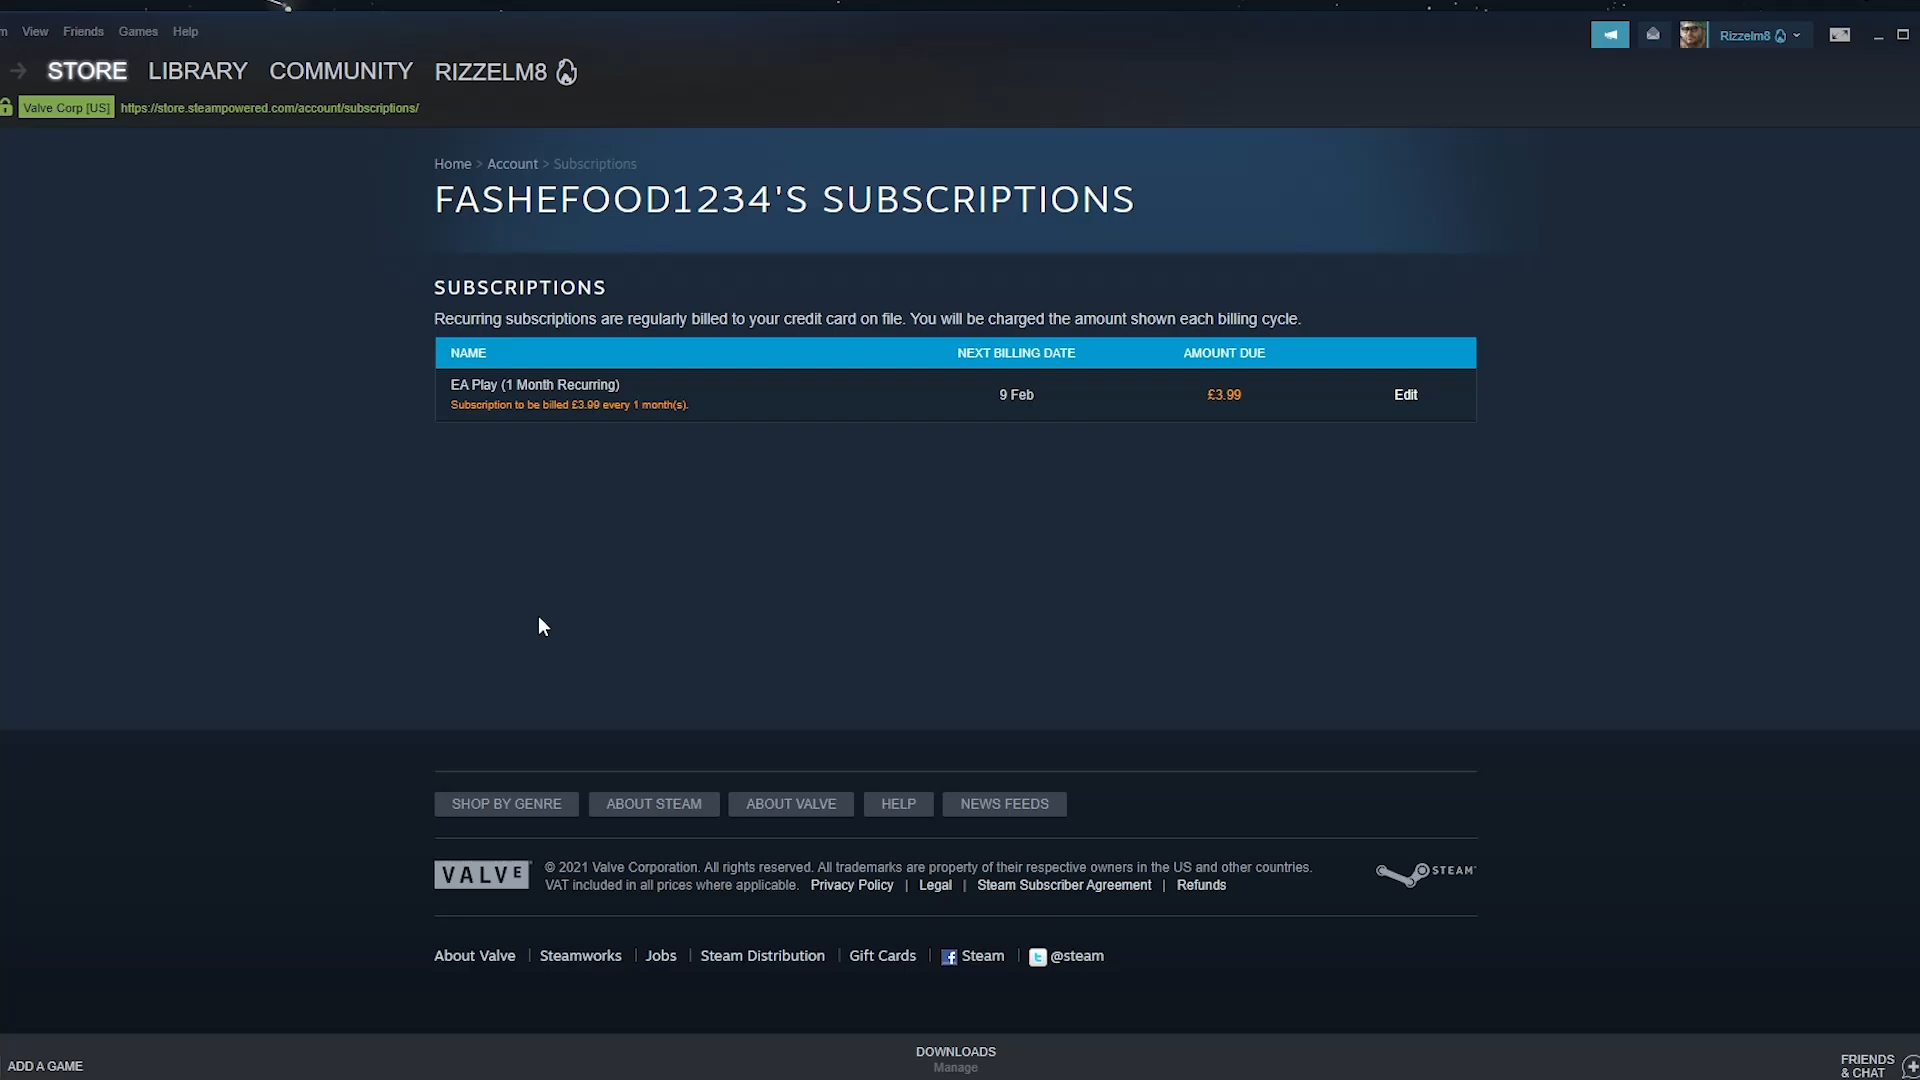 View Friends Games Help
Rizzelm8
STORE LIBRARY COMMUNITY RIZZELM8
Valve Corp [US] https://store.steampowered.com/account/subscriptions/
Home > Account > Subscriptions
FASHEFOOD1234'S SUBSCRIPTIONS
SUBSCRIPTIONS
Recurring subscriptions are regularly billed to your credit card on file. You will be charged the amount shown each billing cycle.
NAME NEXT BILLING DATE AMOUNT DUE
EA Play (1 Month Recurring)
Subscription to be billed £3.99 every 1 month(s).
9 Feb £3.99 Edit
SHOP BY GENRE ABOUT STEAM ABOUT VALVE HELP NEWS FEEDS
VALVE
© 2021 Valve Corporation. All rights reserved. All trademarks are property of their respective owners in the US and other countries.
VAT included in all prices where applicable. Privacy Policy | Legal | Steam Subscriber Agreement | Refunds
STEAM
About Valve | Steamworks | Jobs | Steam Distribution | Gift Cards | Steam | @steam
ADD A GAME
DOWNLOADS
Manage
FRIENDS
& CHAT